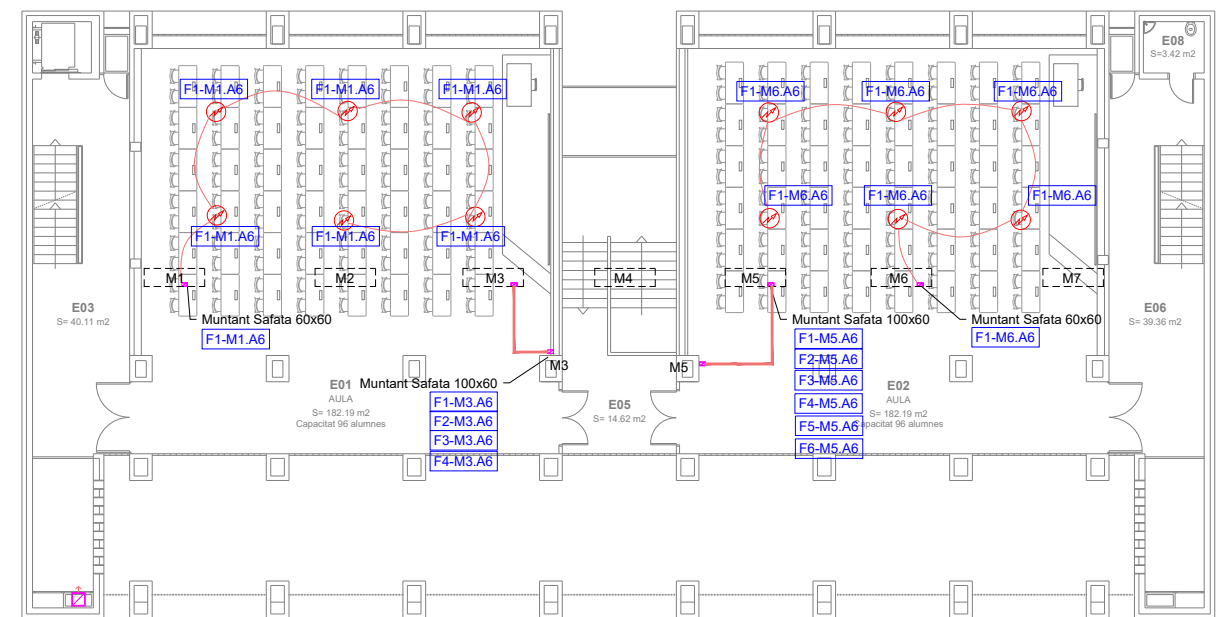 E08
S=3.42 m2
F1-M1.A6
F1-M1.A6
F1-M1.A6
F1-M6.A6
F1-M6.A6
F1-M6.A6
F1-M6.A6
F1-M6.A6
F1-M6.A6
F1-M1.A6
F1-M1.A6
F1-M1.A6
M1
M2
M3
M4
M5
M6
M7
E03
S= 40.11 m2
Muntant Safata 60x60
F1-M1.A6
Muntant Safata 100x60
F1-M5.A6
F2-M5.A6
F3-M5.A6
F4-M5.A6
F5-M5.A6
F6-M5.A6
Muntant Safata 60x60
F1-M6.A6
E06
S= 39.36 m2
M3
M5
E01
AULA
S= 182.19 m2
Capacitat 96 alumnes
Muntant Safata 100x60
F1-M3.A6
F2-M3.A6
F3-M3.A6
F4-M3.A6
E05
S= 14.62 m2
E02
AULA
S= 182.19 m2
Capacitat 96 alumnes